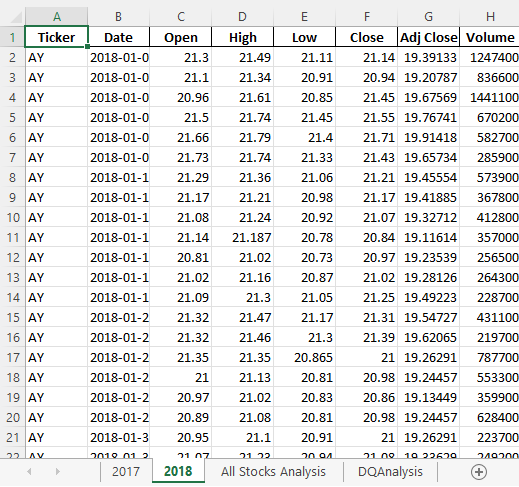 A B C D E F G H
1 Ticker Date Open High Low Close Adj Close Volume
2 AY 2018-01-0 21.3 21.49 21.11 21.14 19.39133 1247400
3 AY 2018-01-0 21.1 21.34 20.91 20.94 19.20787 836600
4 AY 2018-01-0 20.96 21.61 20.85 21.45 19.67569 1441100
5 AY 2018-01-0 21.5 21.74 21.45 21.55 19.76741 670200
6 AY 2018-01-0 21.66 21.79 21.4 21.71 19.91418 582700
7 AY 2018-01-0 21.73 21.74 21.33 21.43 19.65734 285900
8 AY 2018-01-1 21.29 21.36 21.06 21.21 19.45554 573900
9 AY 2018-01-1 21.17 21.21 20.98 21.17 19.41885 367800
10 AY 2018-01-1 21.08 21.24 20.92 21.07 19.32712 412800
11 AY 2018-01-1 21.14 21.187 20.78 20.84 19.11614 357000
12 AY 2018-01-1 20.81 21.02 20.73 20.97 19.23539 256500
13 AY 2018-01-1 21.02 21.16 20.87 21.02 19.28126 264300
14 AY 2018-01-1 21.09 21.3 21.05 21.25 19.49223 228700
15 AY 2018-01-2 21.32 21.47 21.17 21.31 19.54727 431100
16 AY 2018-01-2 21.32 21.46 21.3 21.39 19.62065 219700
17 AY 2018-01-2 21.35 21.35 20.865 21 19.26291 787700
18 AY 2018-01-2 21 21.13 20.81 20.98 19.24457 553300
19 AY 2018-01-2 20.97 21.02 20.83 20.86 19.13449 359900
20 AY 2018-01-2 20.89 21.08 20.81 20.98 19.24457 628400
21 AY 2018-01-3 20.95 21.1 20.91 21 19.26291 223700
22 AY 2018-01-3 21.07 21.23 20.94 21.08 19.33629 249200
2017 2018 All Stocks Analysis DQAnalysis